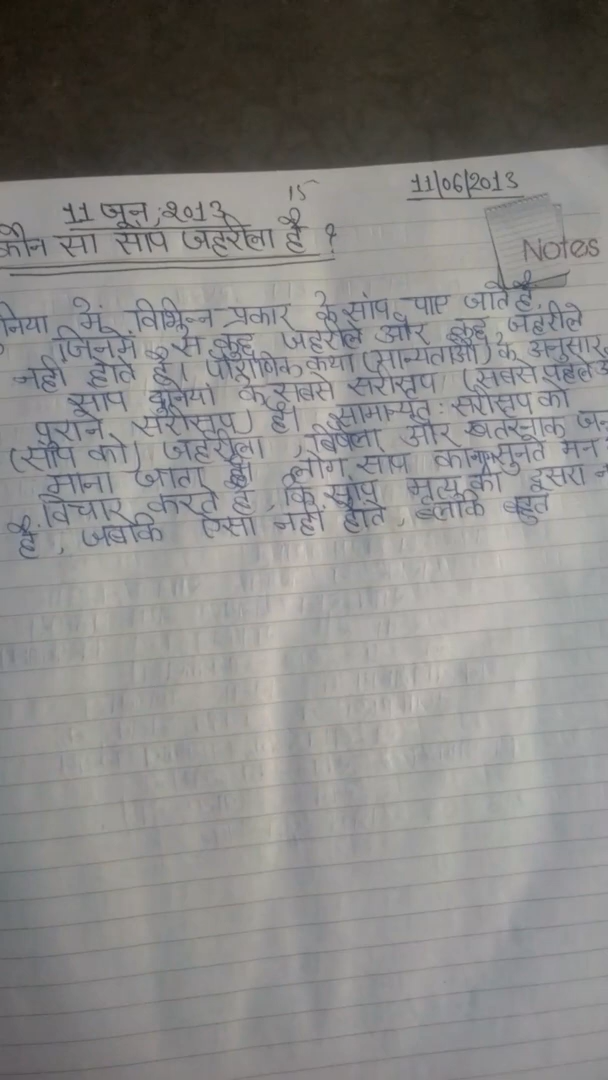 15
11/06/2013
11 जून, 2013
कौन सा सांप जहरीला है ?
Notes
में विभिन्न प्रकार के सांप पाए जाते है,
जिनमें से कुछ जहरीले और कुछ जहरीले
नही होते है। पौराणिक कथा (मान्यताओं) के अनुसार,
सांप दुनिया के सबसे सरीसृप (सबसे पहले
पुराने सरीसृप) है। सामान्यत: सरीसृप को
(सांप को) जहरीला, बिषैला और खतरनाक
माना जाता है। लोग सांप का नाम सुनते मन
विचार करते है, कि सांप मृत्यु का दूसरा
है, जबकि ऐसा नहीं होते, बल्कि बहुत